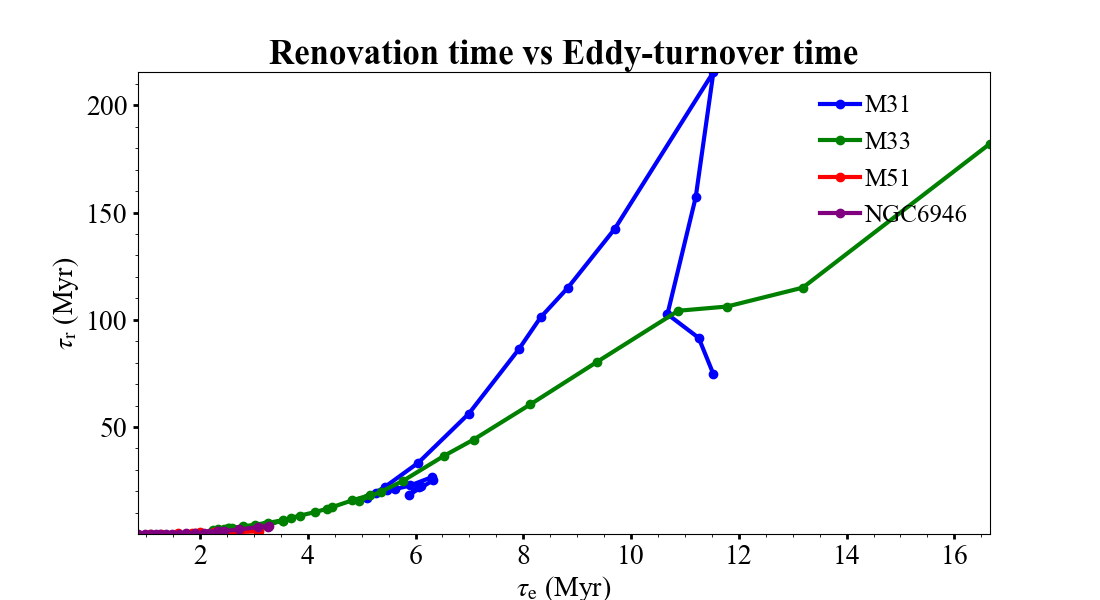 Renovation time vs Eddy-turnover time
200
150
100
50
τr (Myr)
M31
M33
M51
NGC6946
2 4 6 8 10 12 14 16
τe (Myr)